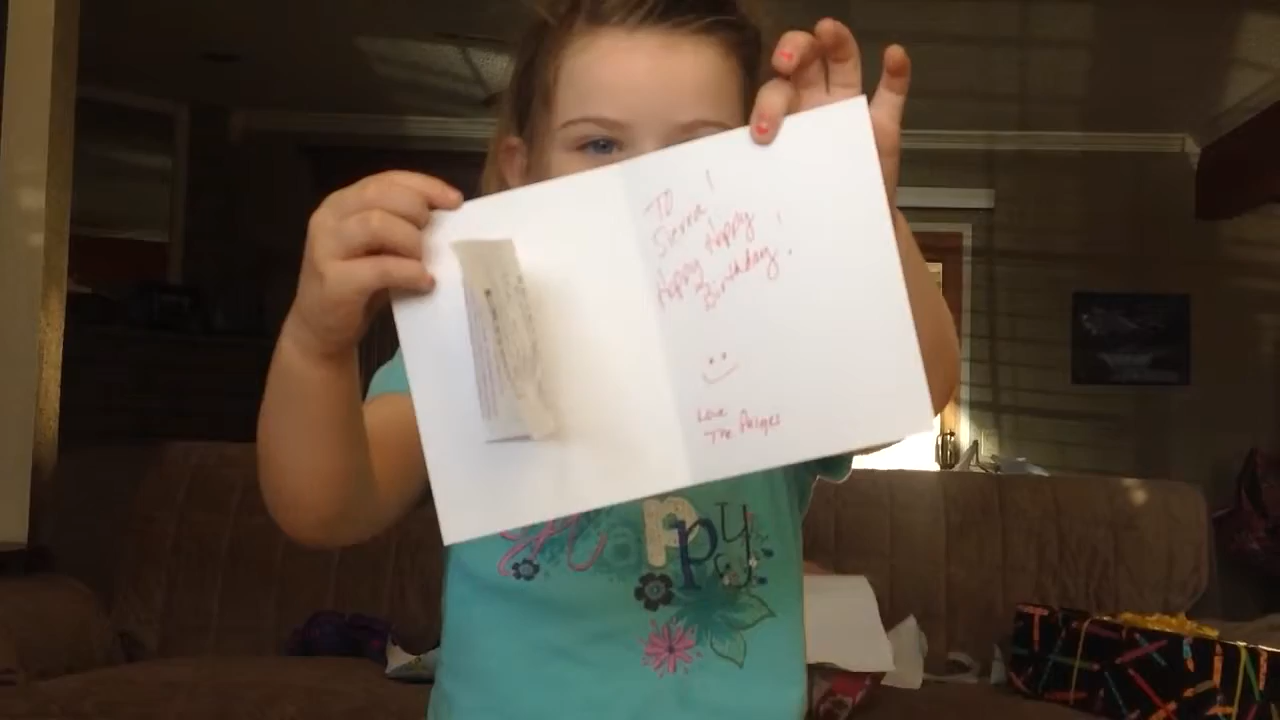 To !
Sierra!
Happy Happy !
Birthday.
Love
The Paiges
Happy